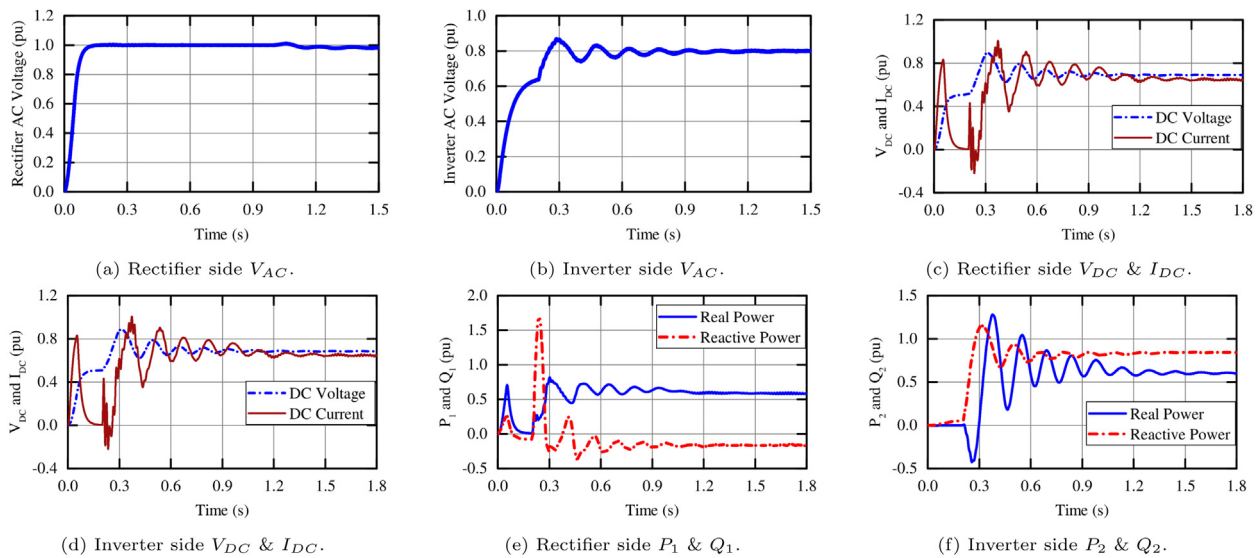 Rectifier AC Voltage (pu)
1.2
1.0
0.8
0.6
0.4
0.2
0.0
0.0 0.3 0.6 0.9 1.2 1.5
Time (s)
(a) Rectifier side V_AC.
Inverter AC Voltage (pu)
1.0
0.8
0.6
0.4
0.2
0.0
0.0 0.3 0.6 0.9 1.2 1.5
Time (s)
(b) Inverter side V_AC.
V_DC and I_DC (pu)
1.2
0.8
0.4
0.0
-0.4
DC Voltage
DC Current
0.0 0.3 0.6 0.9 1.2 1.5 1.8
Time (s)
(c) Rectifier side V_DC & I_DC.
V_DC and I_DC (pu)
1.2
0.8
0.4
0.0
-0.4
DC Voltage
DC Current
0.0 0.3 0.6 0.9 1.2 1.5 1.8
Time (s)
(d) Inverter side V_DC & I_DC.
P_1 and Q_1 (pu)
2.0
1.5
1.0
0.5
0.0
-0.5
Real Power
Reactive Power
0.0 0.3 0.6 0.9 1.2 1.5 1.8
Time (s)
(e) Rectifier side P_1 & Q_1.
P_2 and Q_2 (pu)
1.5
1.0
0.5
0.0
-0.5
Real Power
Reactive Power
0.0 0.3 0.6 0.9 1.2 1.5 1.8
Time (s)
(f) Inverter side P_2 & Q_2.